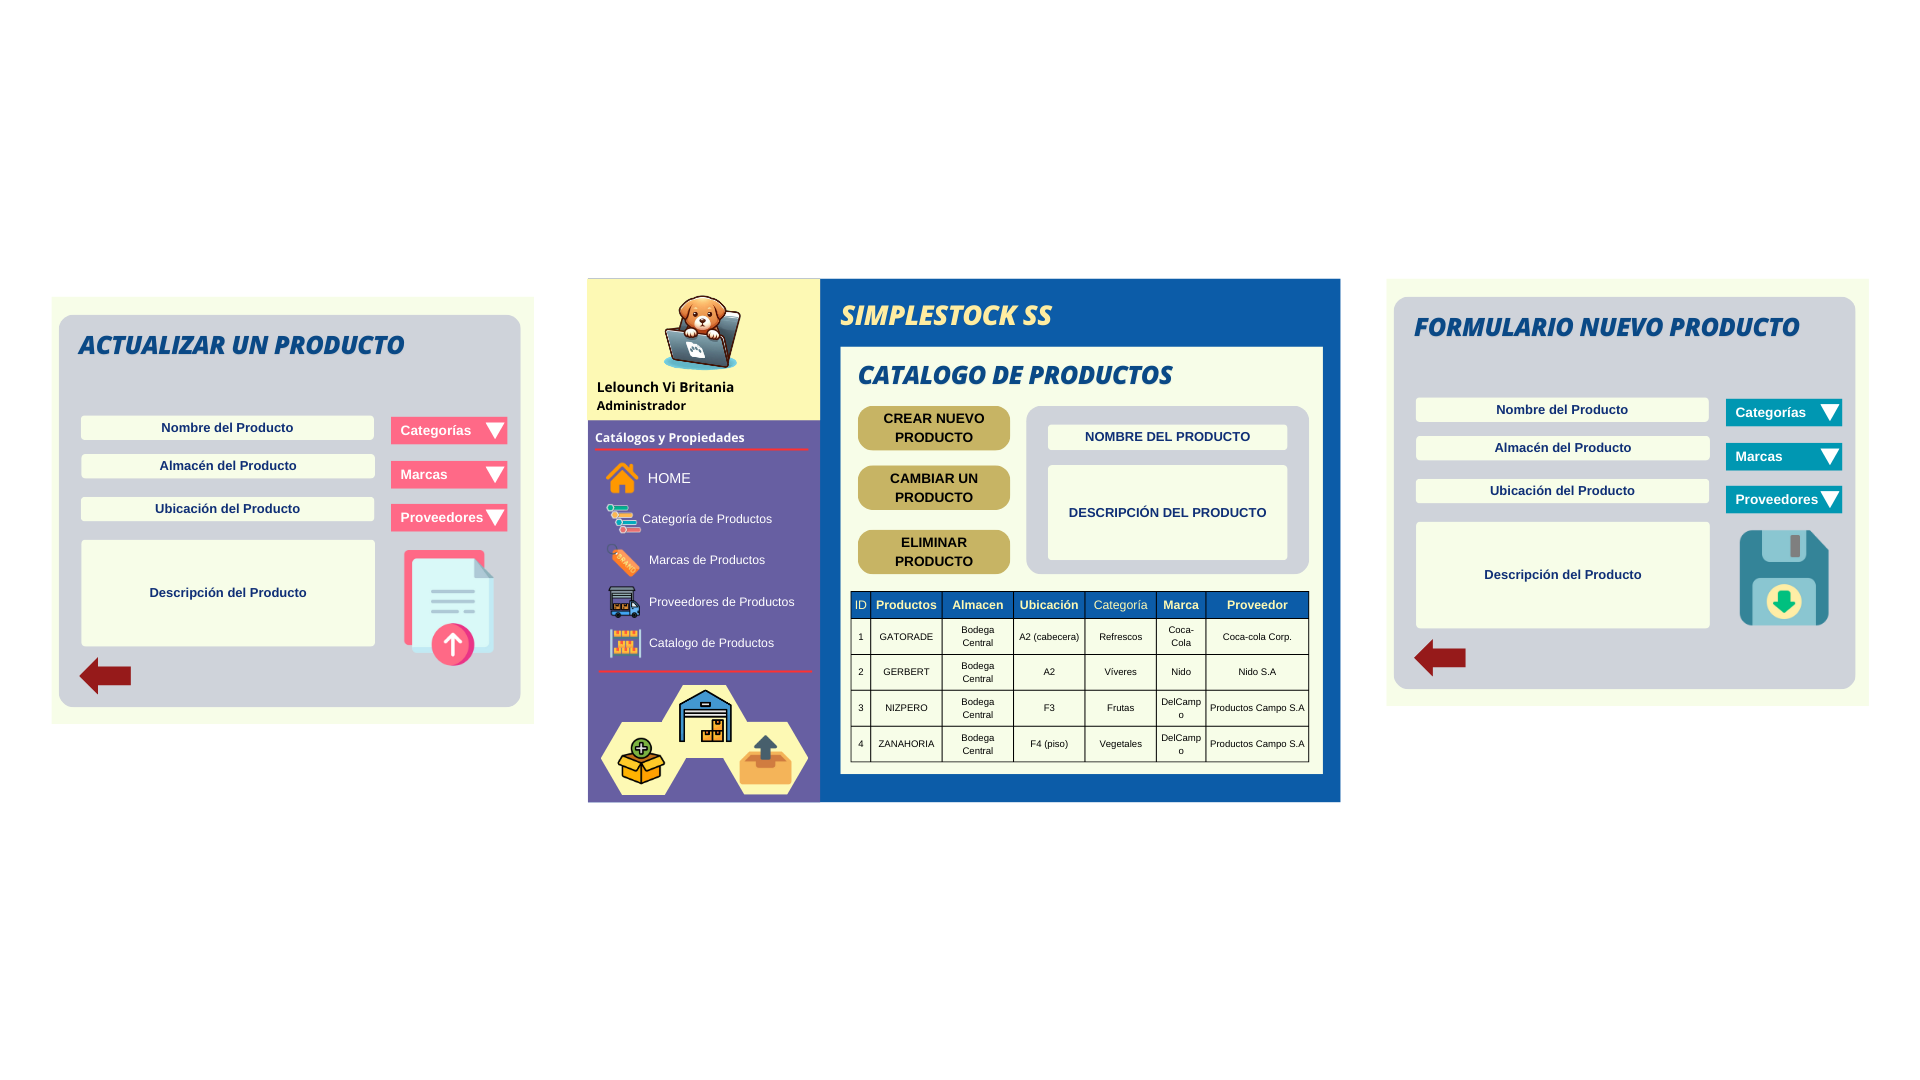 ACTUALIZAR UN PRODUCTO
Nombre del Producto
Categorías
Almacén del Producto
Marcas
Ubicación del Producto
Proveedores
Descripción del Producto
Lelounch Vi Britania
Administrador
Catálogos y Propiedades
HOME
Categoría de Productos
Marcas de Productos
Proveedores de Productos
Catalogo de Productos
SIMPLESTOCK SS
CATALOGO DE PRODUCTOS
CREAR NUEVO
PRODUCTO
CAMBIAR UN
PRODUCTO
ELIMINAR
PRODUCTO
NOMBRE DEL PRODUCTO
DESCRIPCIÓN DEL PRODUCTO
ID Productos Almacen Ubicación Categoría Marca Proveedor
1 GATORADE Bodega Central A2 (cabecera) Refrescos Coca-Cola Coca-cola Corp.
2 GERBERT Bodega Central A2 Víveres Nido Nido S.A
3 NIZPERO Bodega Central F3 Frutas DelCampo Productos Campo S.A
4 ZANAHORIA Bodega Central F4 (piso) Vegetales DelCampo Productos Campo S.A
FORMULARIO NUEVO PRODUCTO
Nombre del Producto
Categorías
Almacén del Producto
Marcas
Ubicación del Producto
Proveedores
Descripción del Producto